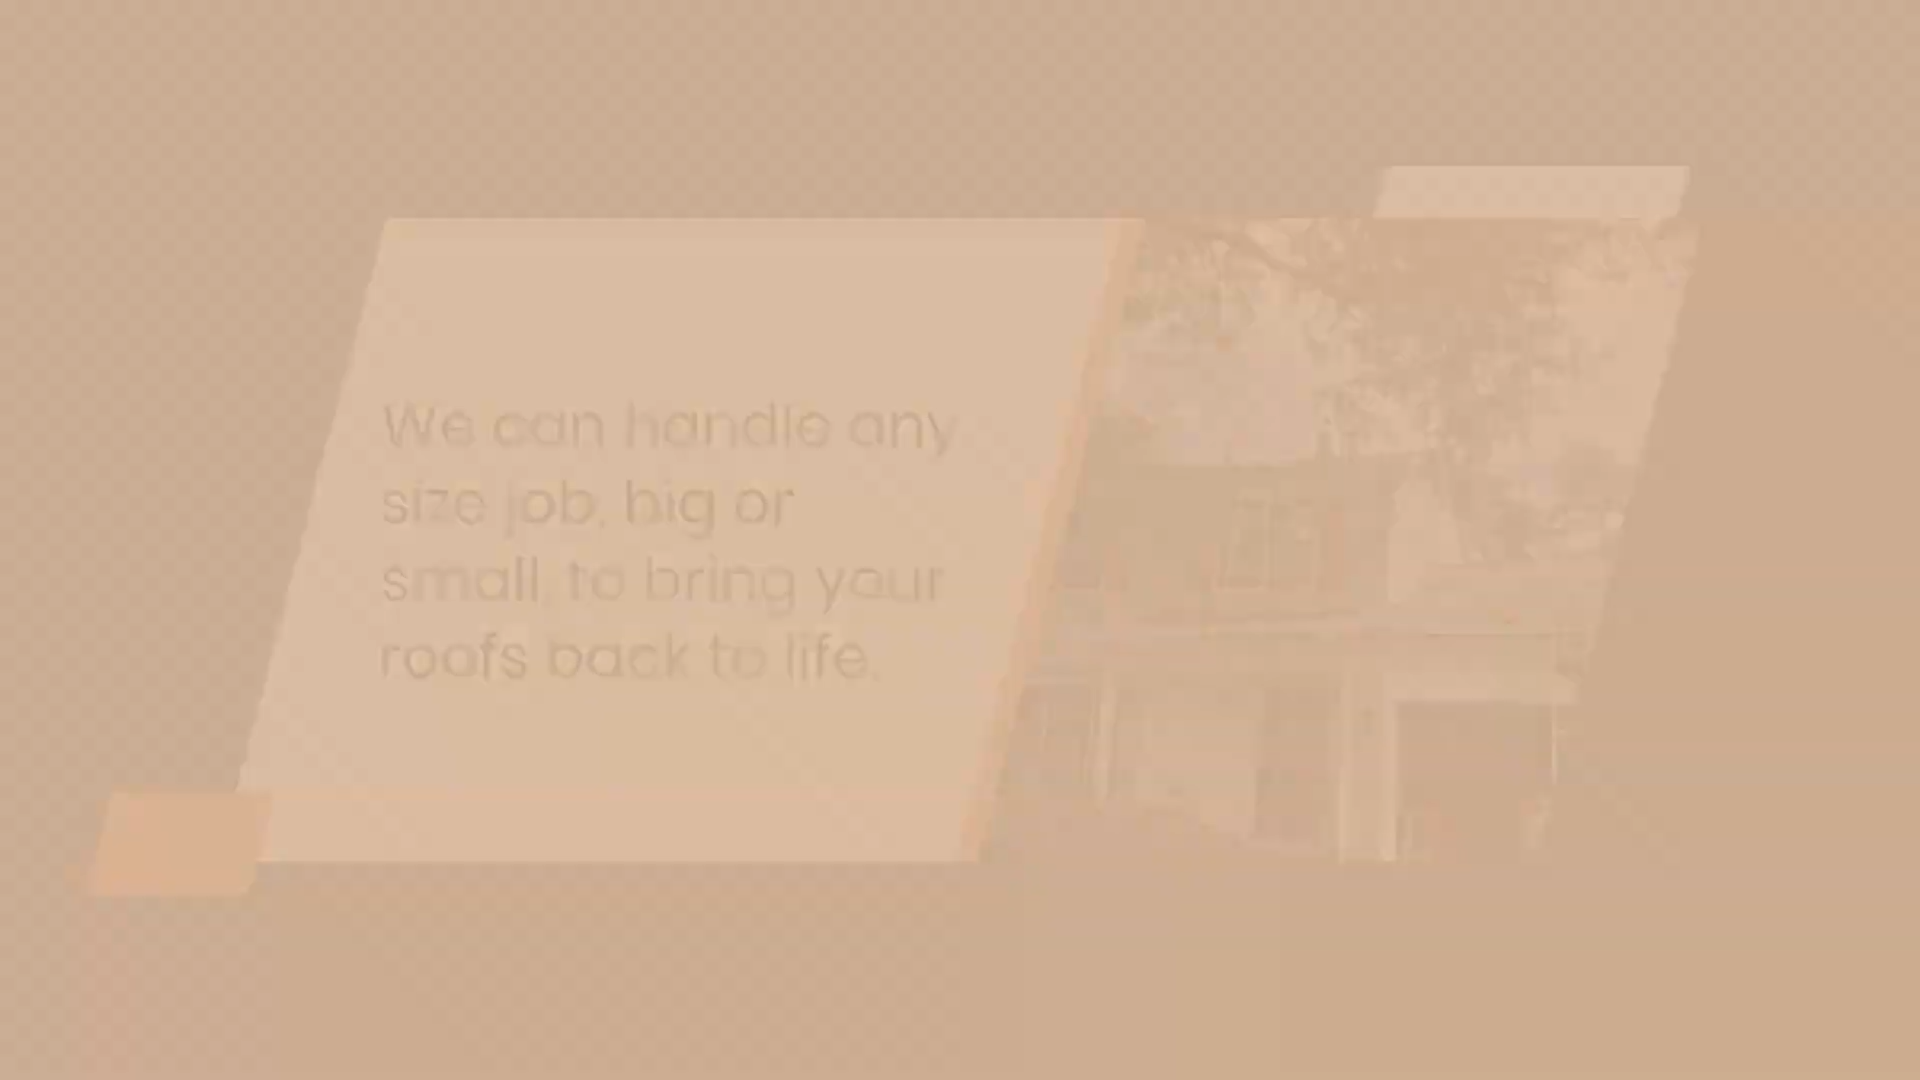 We can handle any
size job, big or
small, to bring your
roofs back to life.